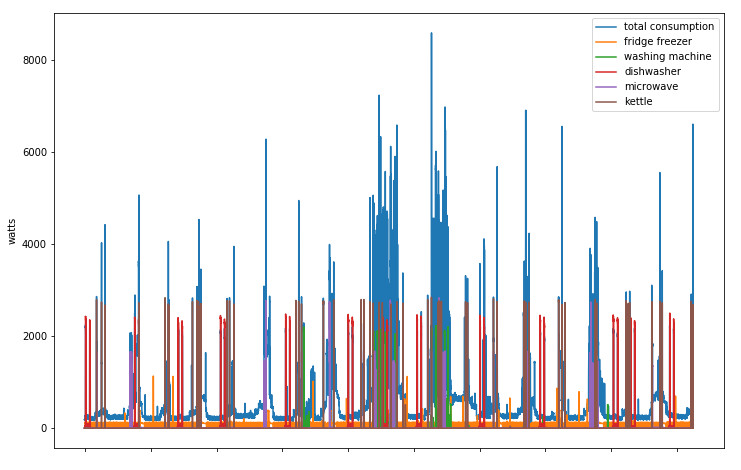 total consumption
fridge freezer
washing machine
dishwasher
microwave
kettle
8000
6000
4000
2000
0
watts